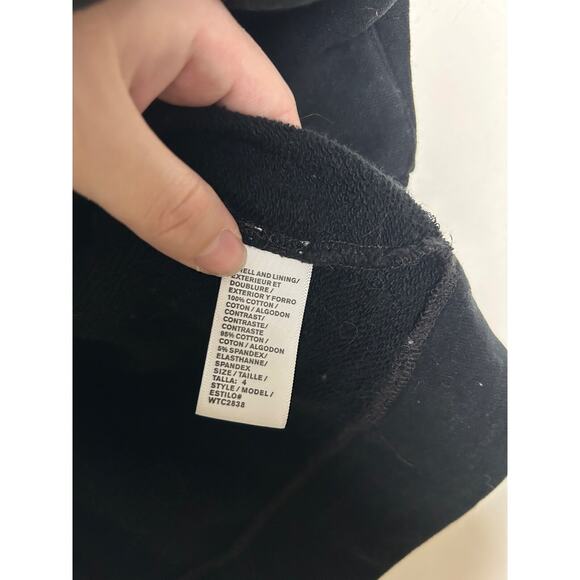 HELL AND LINING/
EXTERIEUR ET
DOUBLURE /
EXTERIOR Y FORRO
100% COTTON /
COTON / ALGODON
CONTRAST/
CONTRASTE/
CONTRASTE
95% COTTON /
COTON / ALGODON
5% SPANDEX/
ELASTHANNE/
SPANDEX
SIZE / TAILLE /
TALLA: 4
STYLE / MODEL /
ESTILO#
WTC2838